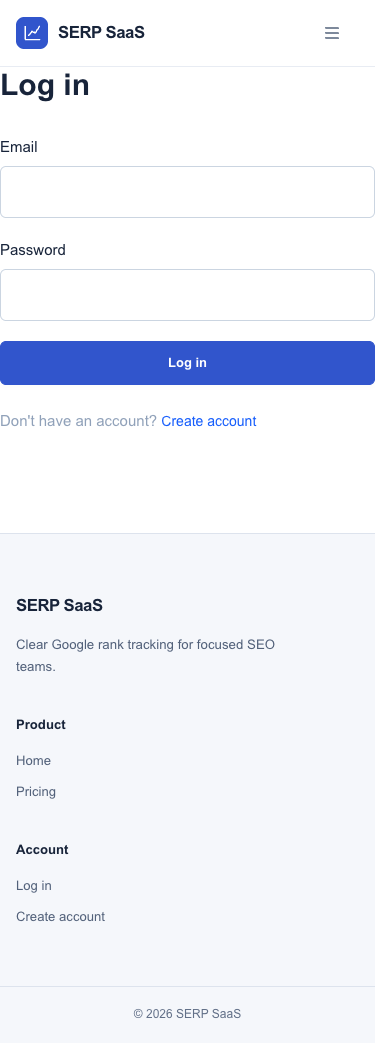 SERP SaaS
Log in
Email
Password
Log in
Don't have an account? Create account
SERP SaaS
Clear Google rank tracking for focused SEO
teams.
Product
Home
Pricing
Account
Log in
Create account
© 2026 SERP SaaS